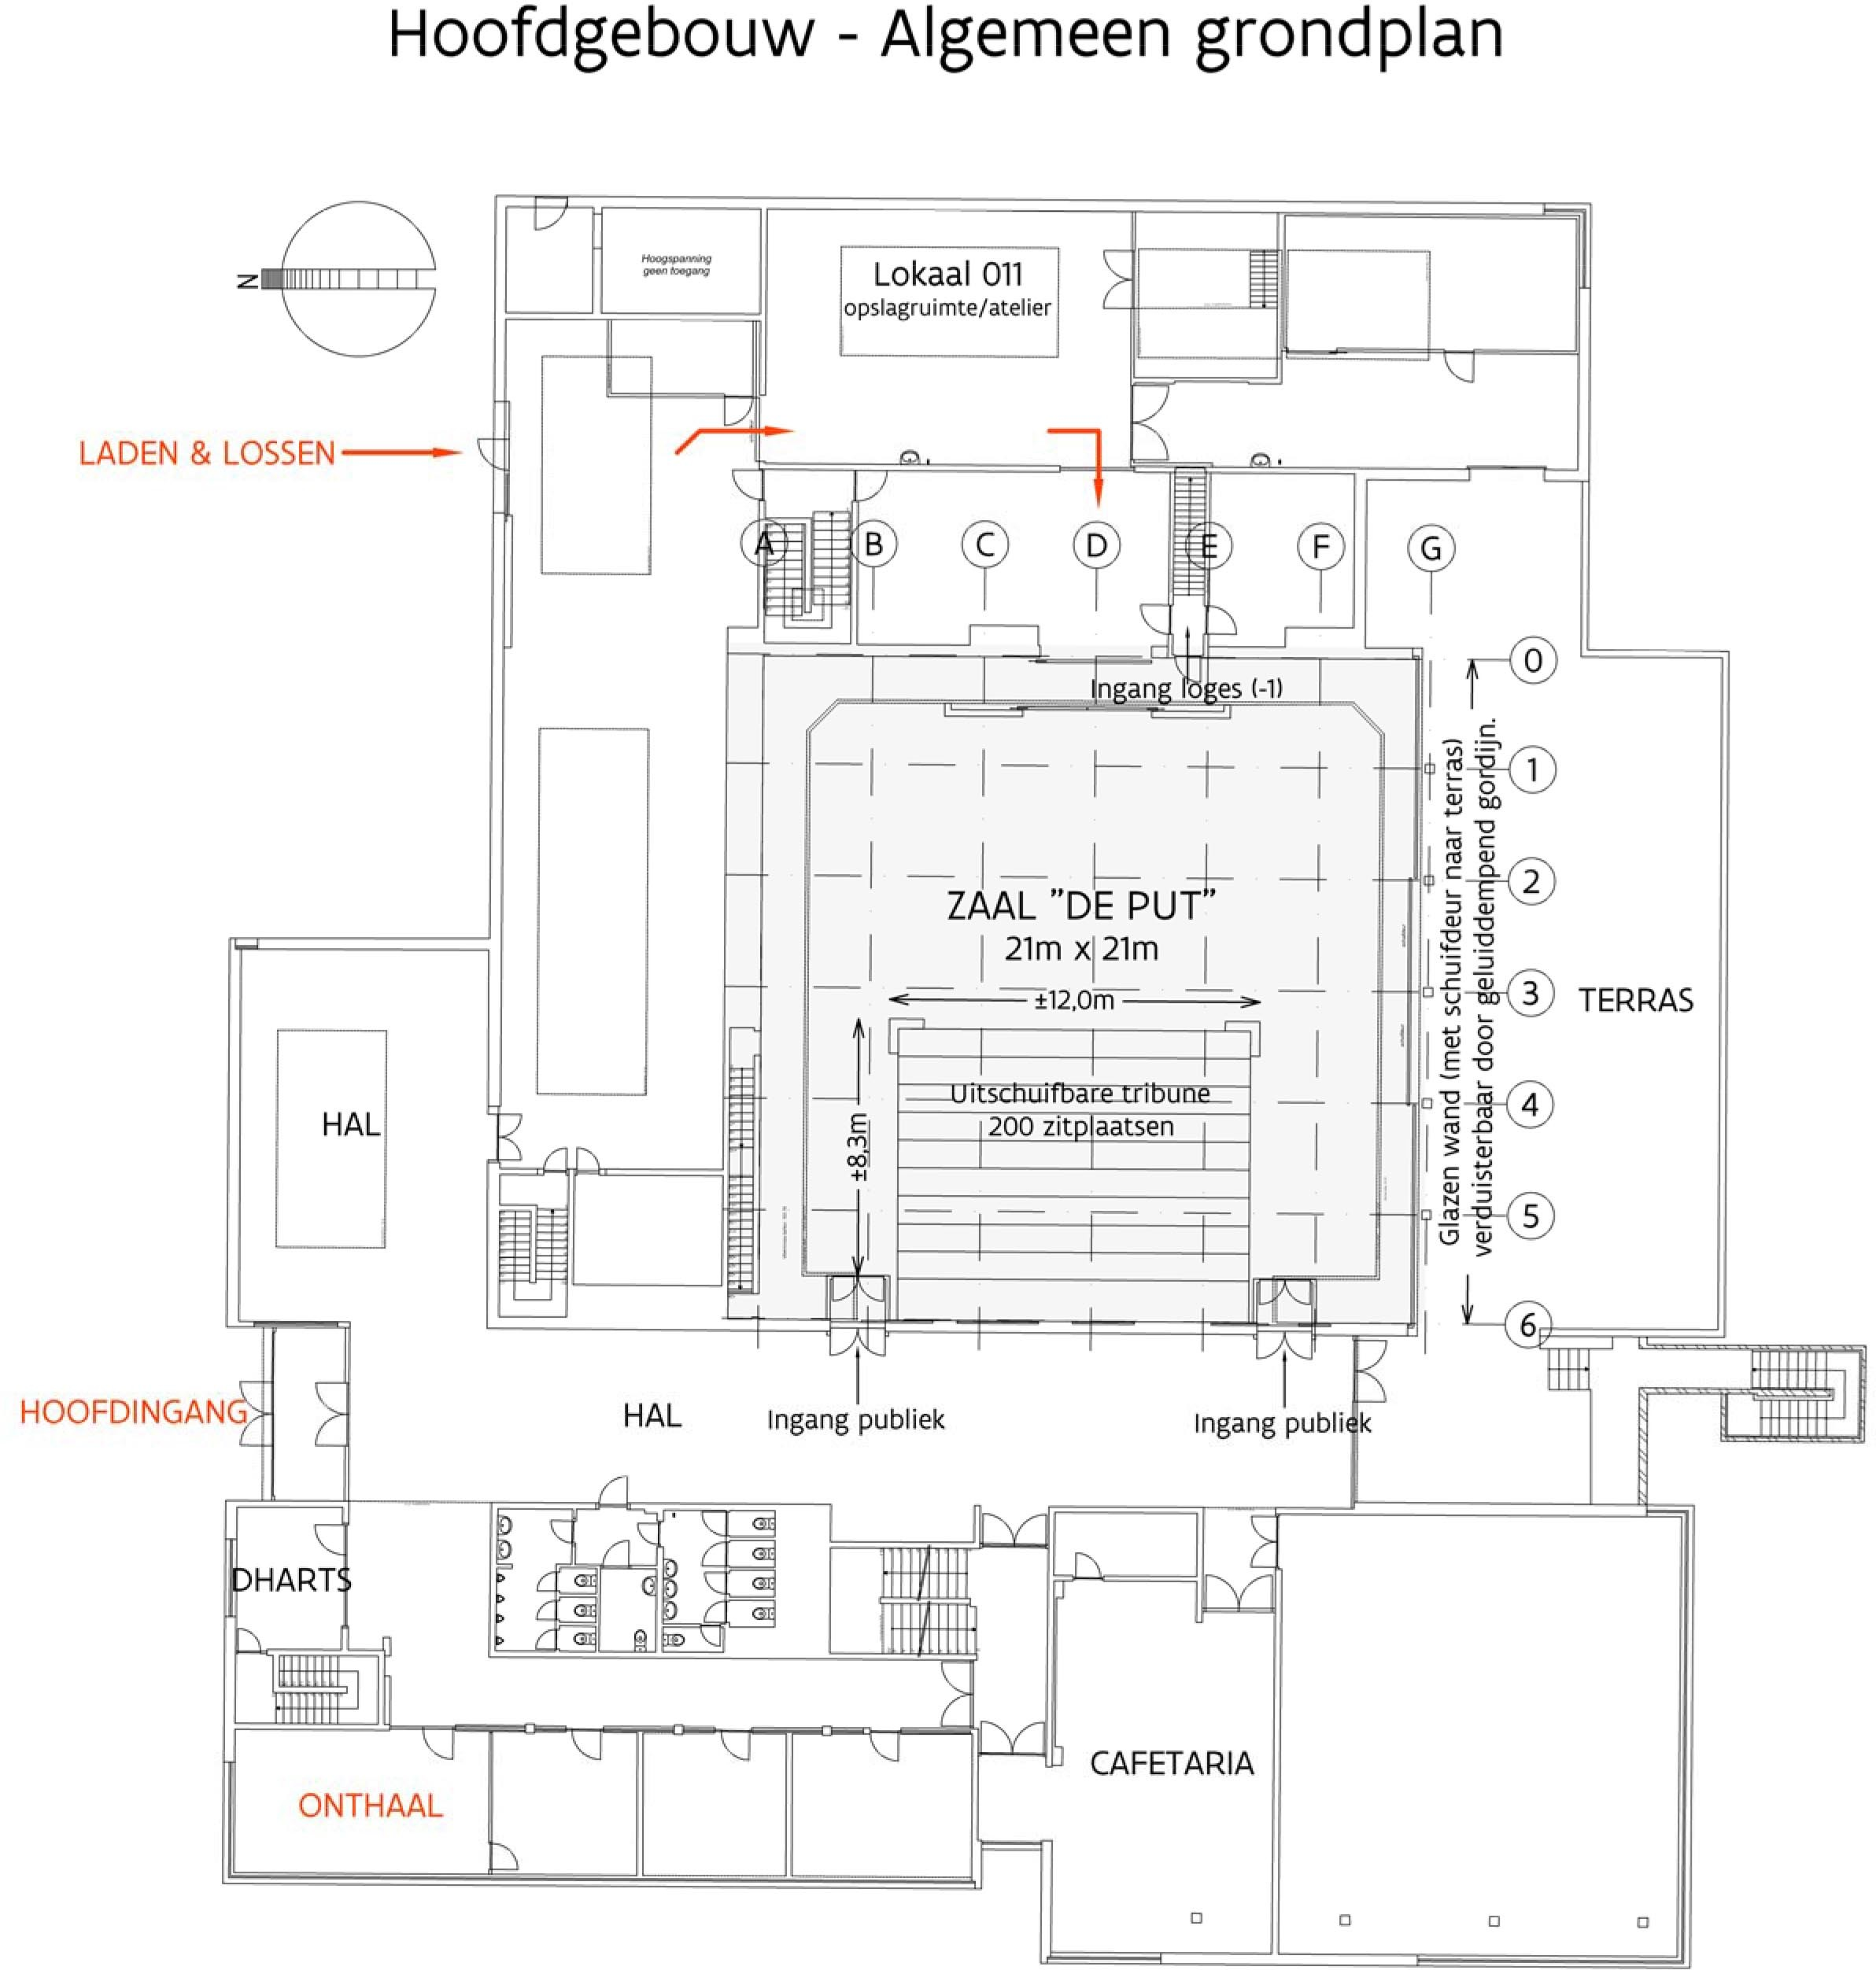 Hoofdgebouw - Algemeen grondplan
Hoogspanning
geen toegang
Lokaal 011
opslagruimte/atelier
N
LADEN & LOSSEN
A
B
C
D
E
F
G
0
1
2
3
4
5
6
Ingang loges (-1)
Glazen wand (met schuifdeur naar terras)
verduisterbaar door geluiddempend gordijn.
ZAAL "DE PUT"
21m x 21m
±12,0m
±8,3m
Uitschuifbare tribune
200 zitplaatsen
TERRAS
HAL
HOOFDINGANG
HAL
Ingang publiek
Ingang publiek
DHARTS
CAFETARIA
ONTHAAL